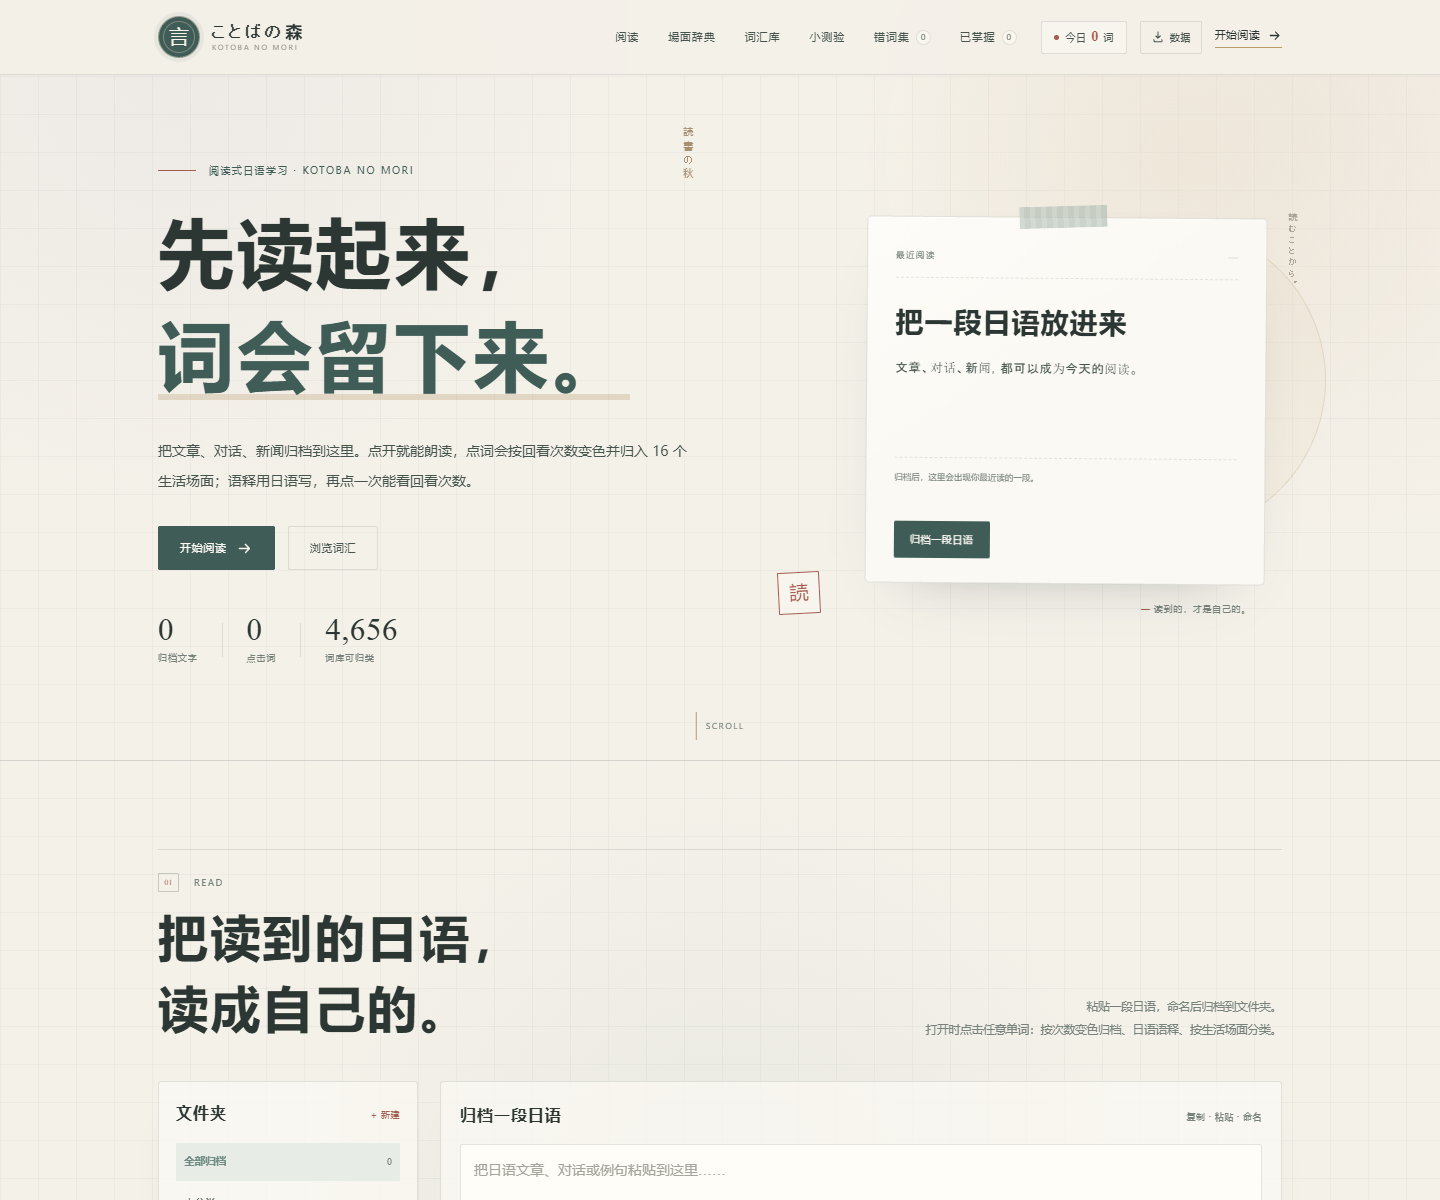 言
ことばの森
KOTOBA NO MORI
阅读
場面辞典
词汇库
小测验
错词集 0
已掌握 0
今日 0 词
数据
开始阅读 →
読書の秋
阅读式日语学习 · KOTOBA NO MORI
先读起来，
词会留下来。
把文章、对话、新闻归档到这里。点开就能朗读，点词会按回看次数变色并归入 16 个
生活场面；语释用日语写，再点一次能看回看次数。
开始阅读 →
浏览词汇
0
归档文字
0
点击词
4,656
词库可归类
読むことから。
最近阅读
—
把一段日语放进来
文章、对话、新闻，都可以成为今天的阅读。
归档后，这里会出现你最近读的一段。
归档一段日语
読
— 读到的，才是自己的。
SCROLL
01
READ
把读到的日语，
读成自己的。
粘贴一段日语，命名后归档到文件夹。
打开时点击任意单词：按次数变色归档、日语语释、按生活场面分类。
文件夹
+ 新建
全部归档
0
归档一段日语
复制 · 粘贴 · 命名
把日语文章、对话或例句粘贴到这里……